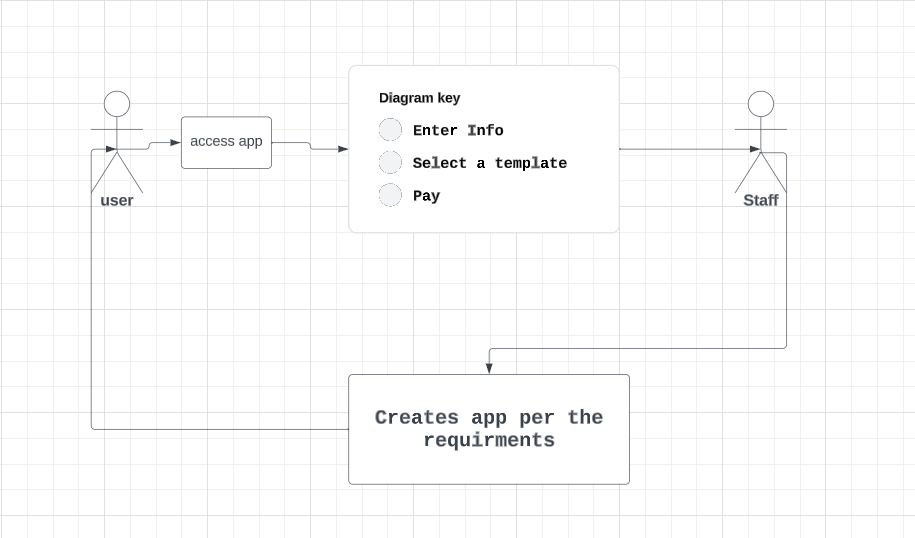 Diagram key
Enter Info
access app
Select a template
Pay
user
Staff
Creates app per the
requirments